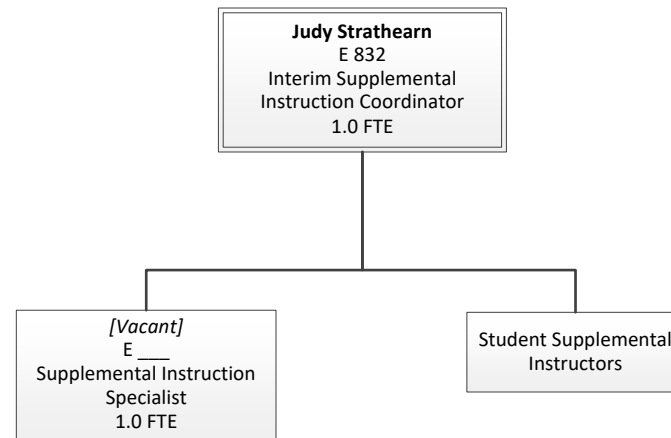 Judy Strathearn
E 832
Interim Supplemental
Instruction Coordinator
1.0 FTE
[Vacant]
E ___
Supplemental Instruction
Specialist
1.0 FTE
Student Supplemental
Instructors